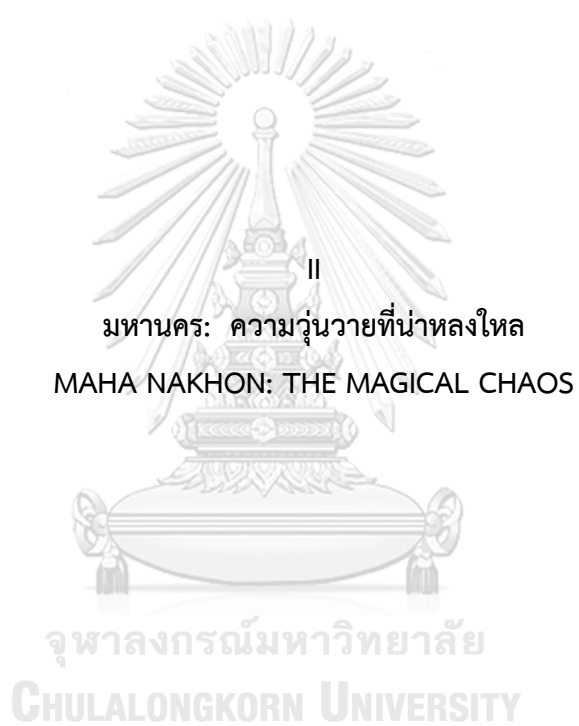 II
มหานคร: ความวุ่นวายที่น่าหลงใหล
MAHA NAKHON: THE MAGICAL CHAOS
จุฬาลงกรณ์มหาวิทยาลัย
CHULALONGKORN UNIVERSITY